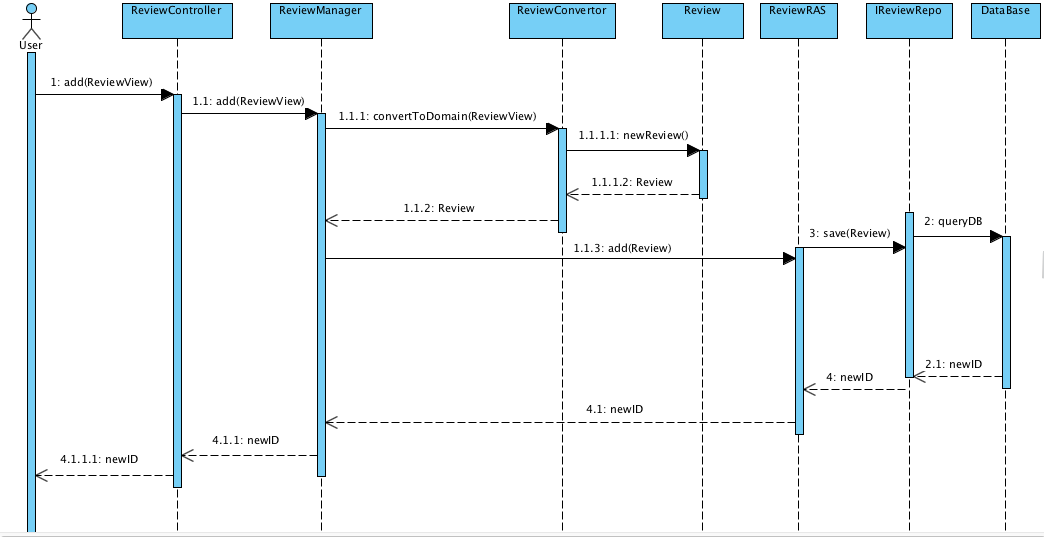 ReviewController
ReviewManager
ReviewConvertor
Review
ReviewRAS
IReviewRepo
DataBase
User
1: add(ReviewView)
1.1: add(ReviewView)
1.1.1: convertToDomain(ReviewView)
1.1.1.1: newReview()
1.1.1.2: Review
1.1.2: Review
2: queryDB
3: save(Review)
1.1.3: add(Review)
2.1: newID
4: newID
4.1: newID
4.1.1: newID
4.1.1.1: newID